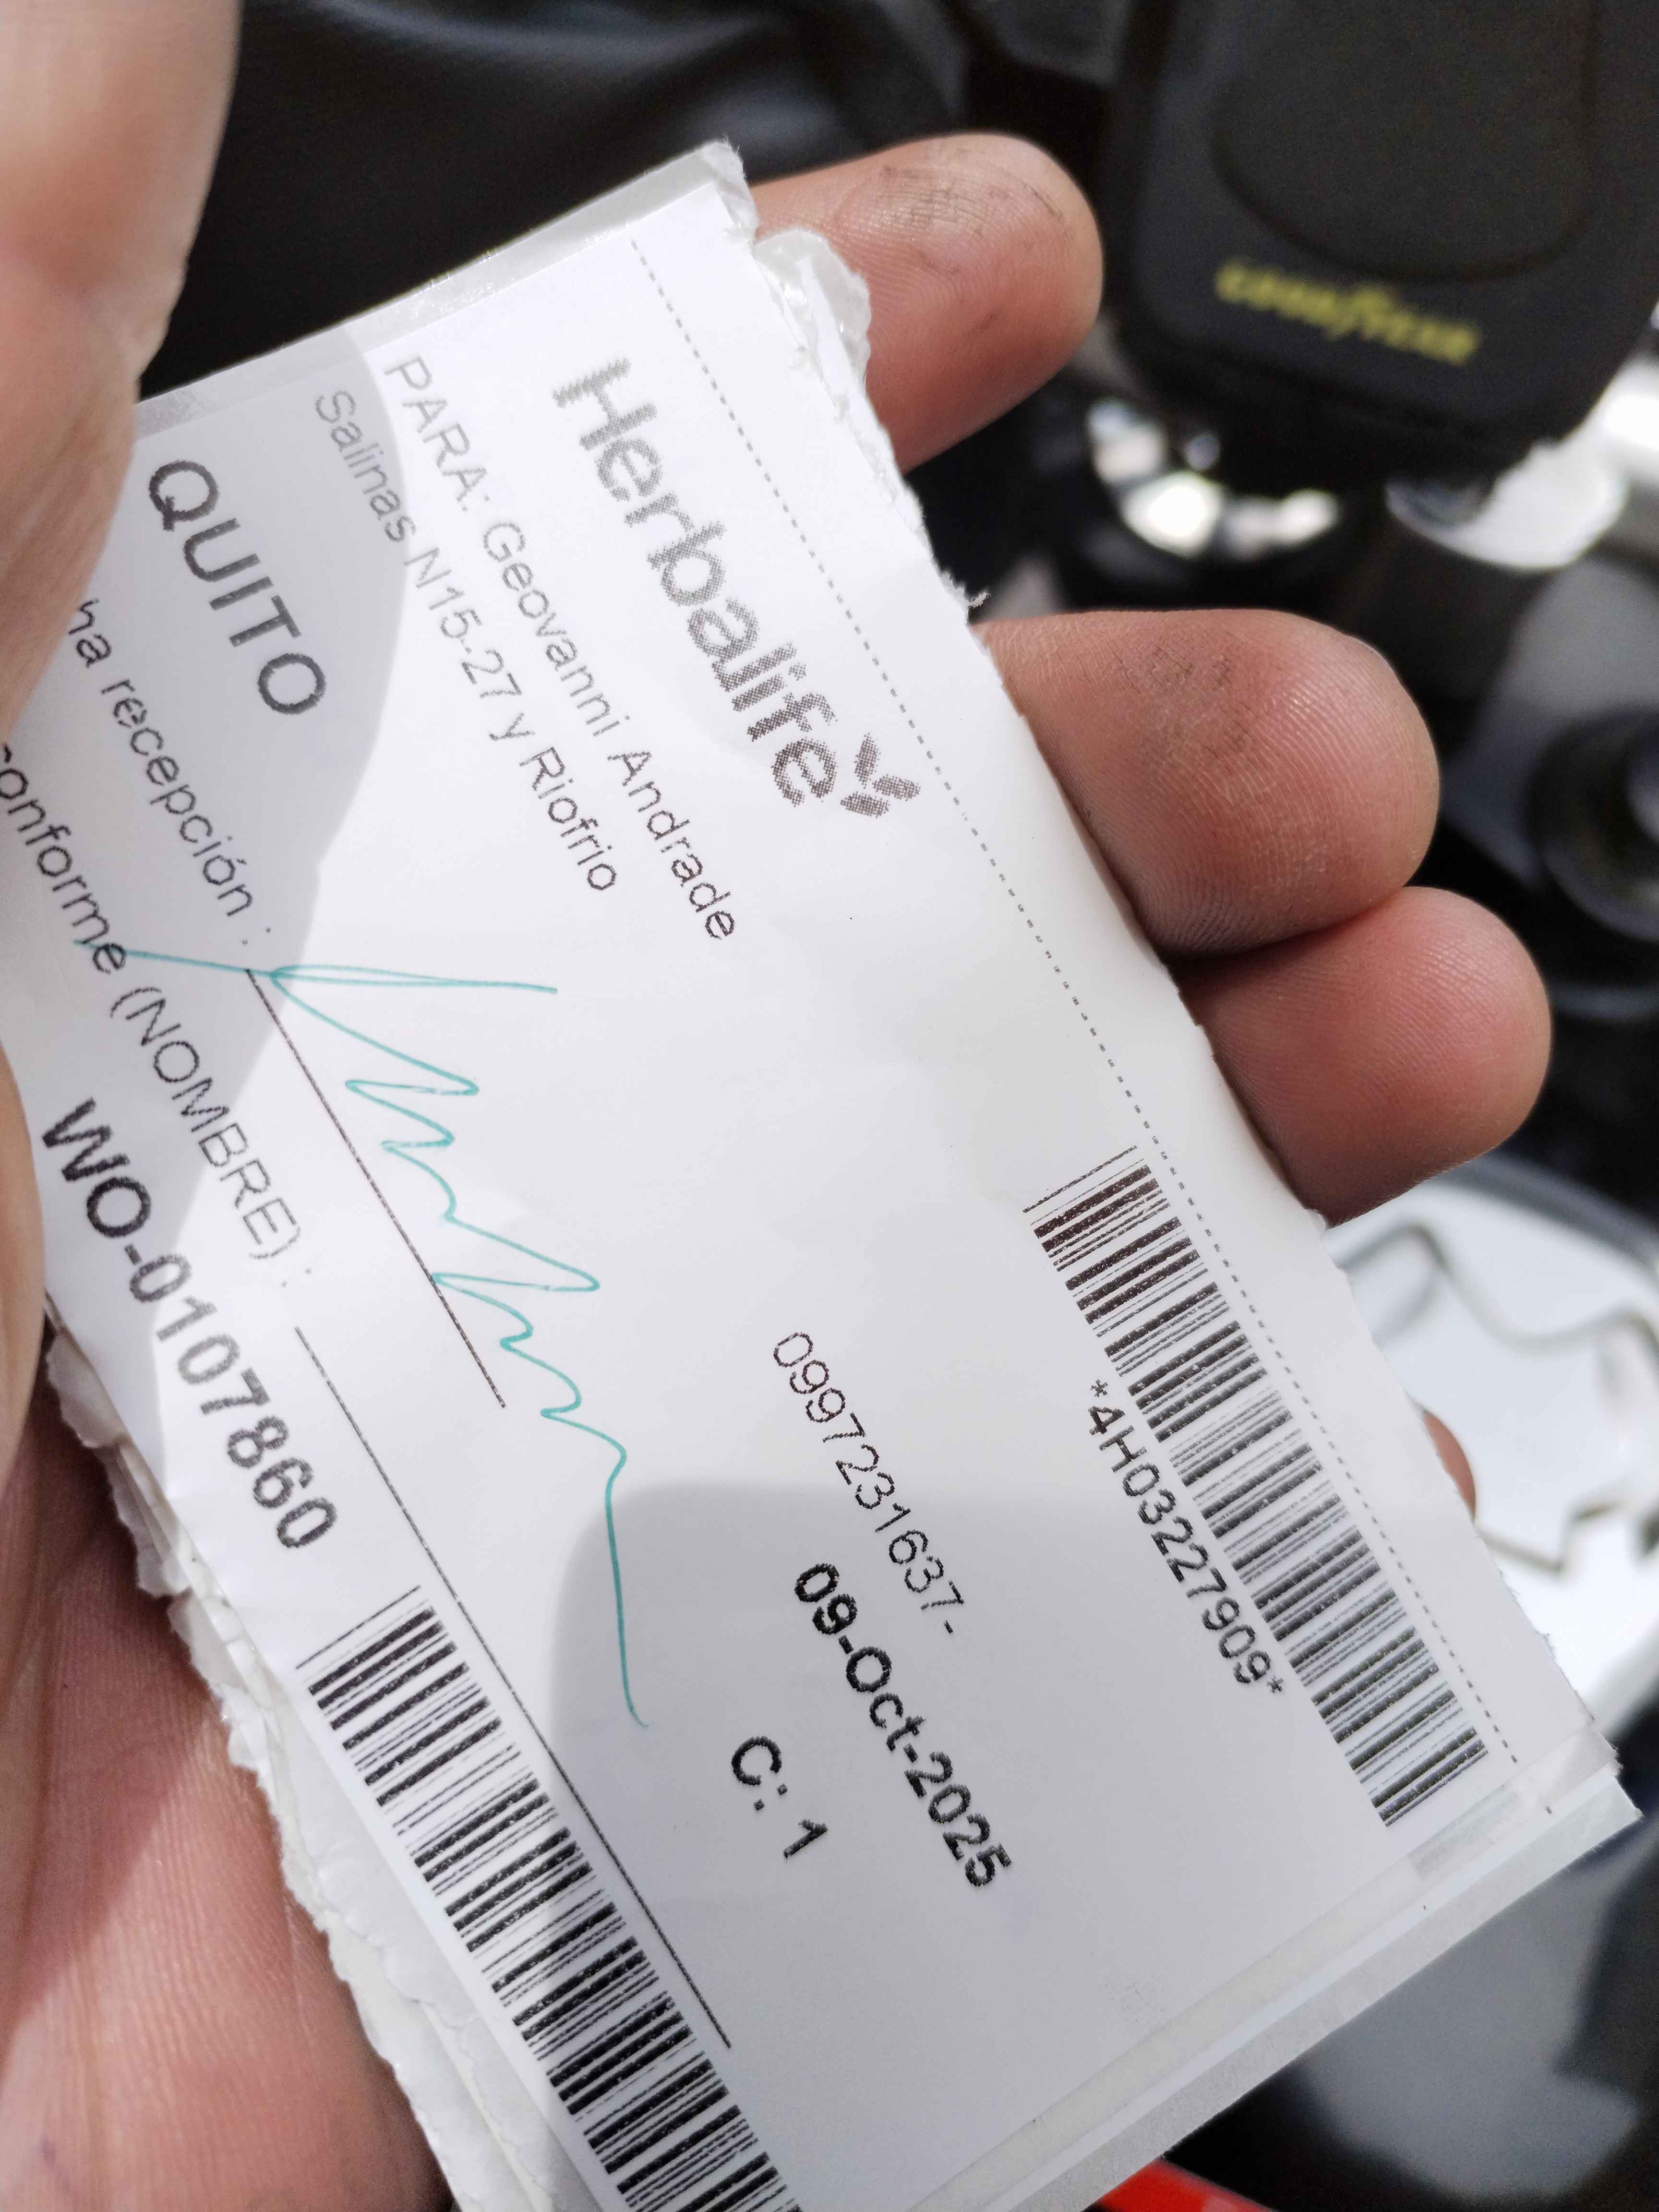 Herbalife
*4H03227909*
PARA: Geovanni Andrade
0997231637-
Salinas N15-27 y Riofrio
09-Oct-2025
QUITO
C: 1
ha recepción :
conforme (NOMBRE) :
WO-0107860
GOODYEAR